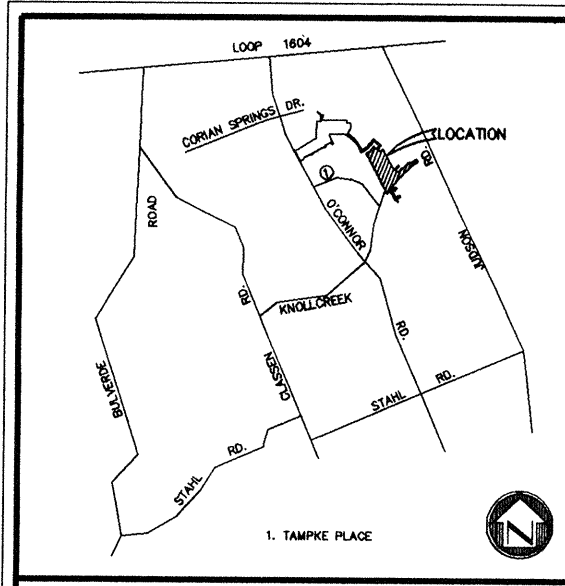 LOOP 1604
CORIAN SPRINGS DR.
LOCATION
RD.
1
ROAD
O'CONNOR
JUDSON
RD.
KNOLLCREEK
RD.
BULVERDE
CLASSEN
STAHL RD.
STAHL RD.
1. TAMPKE PLACE
N